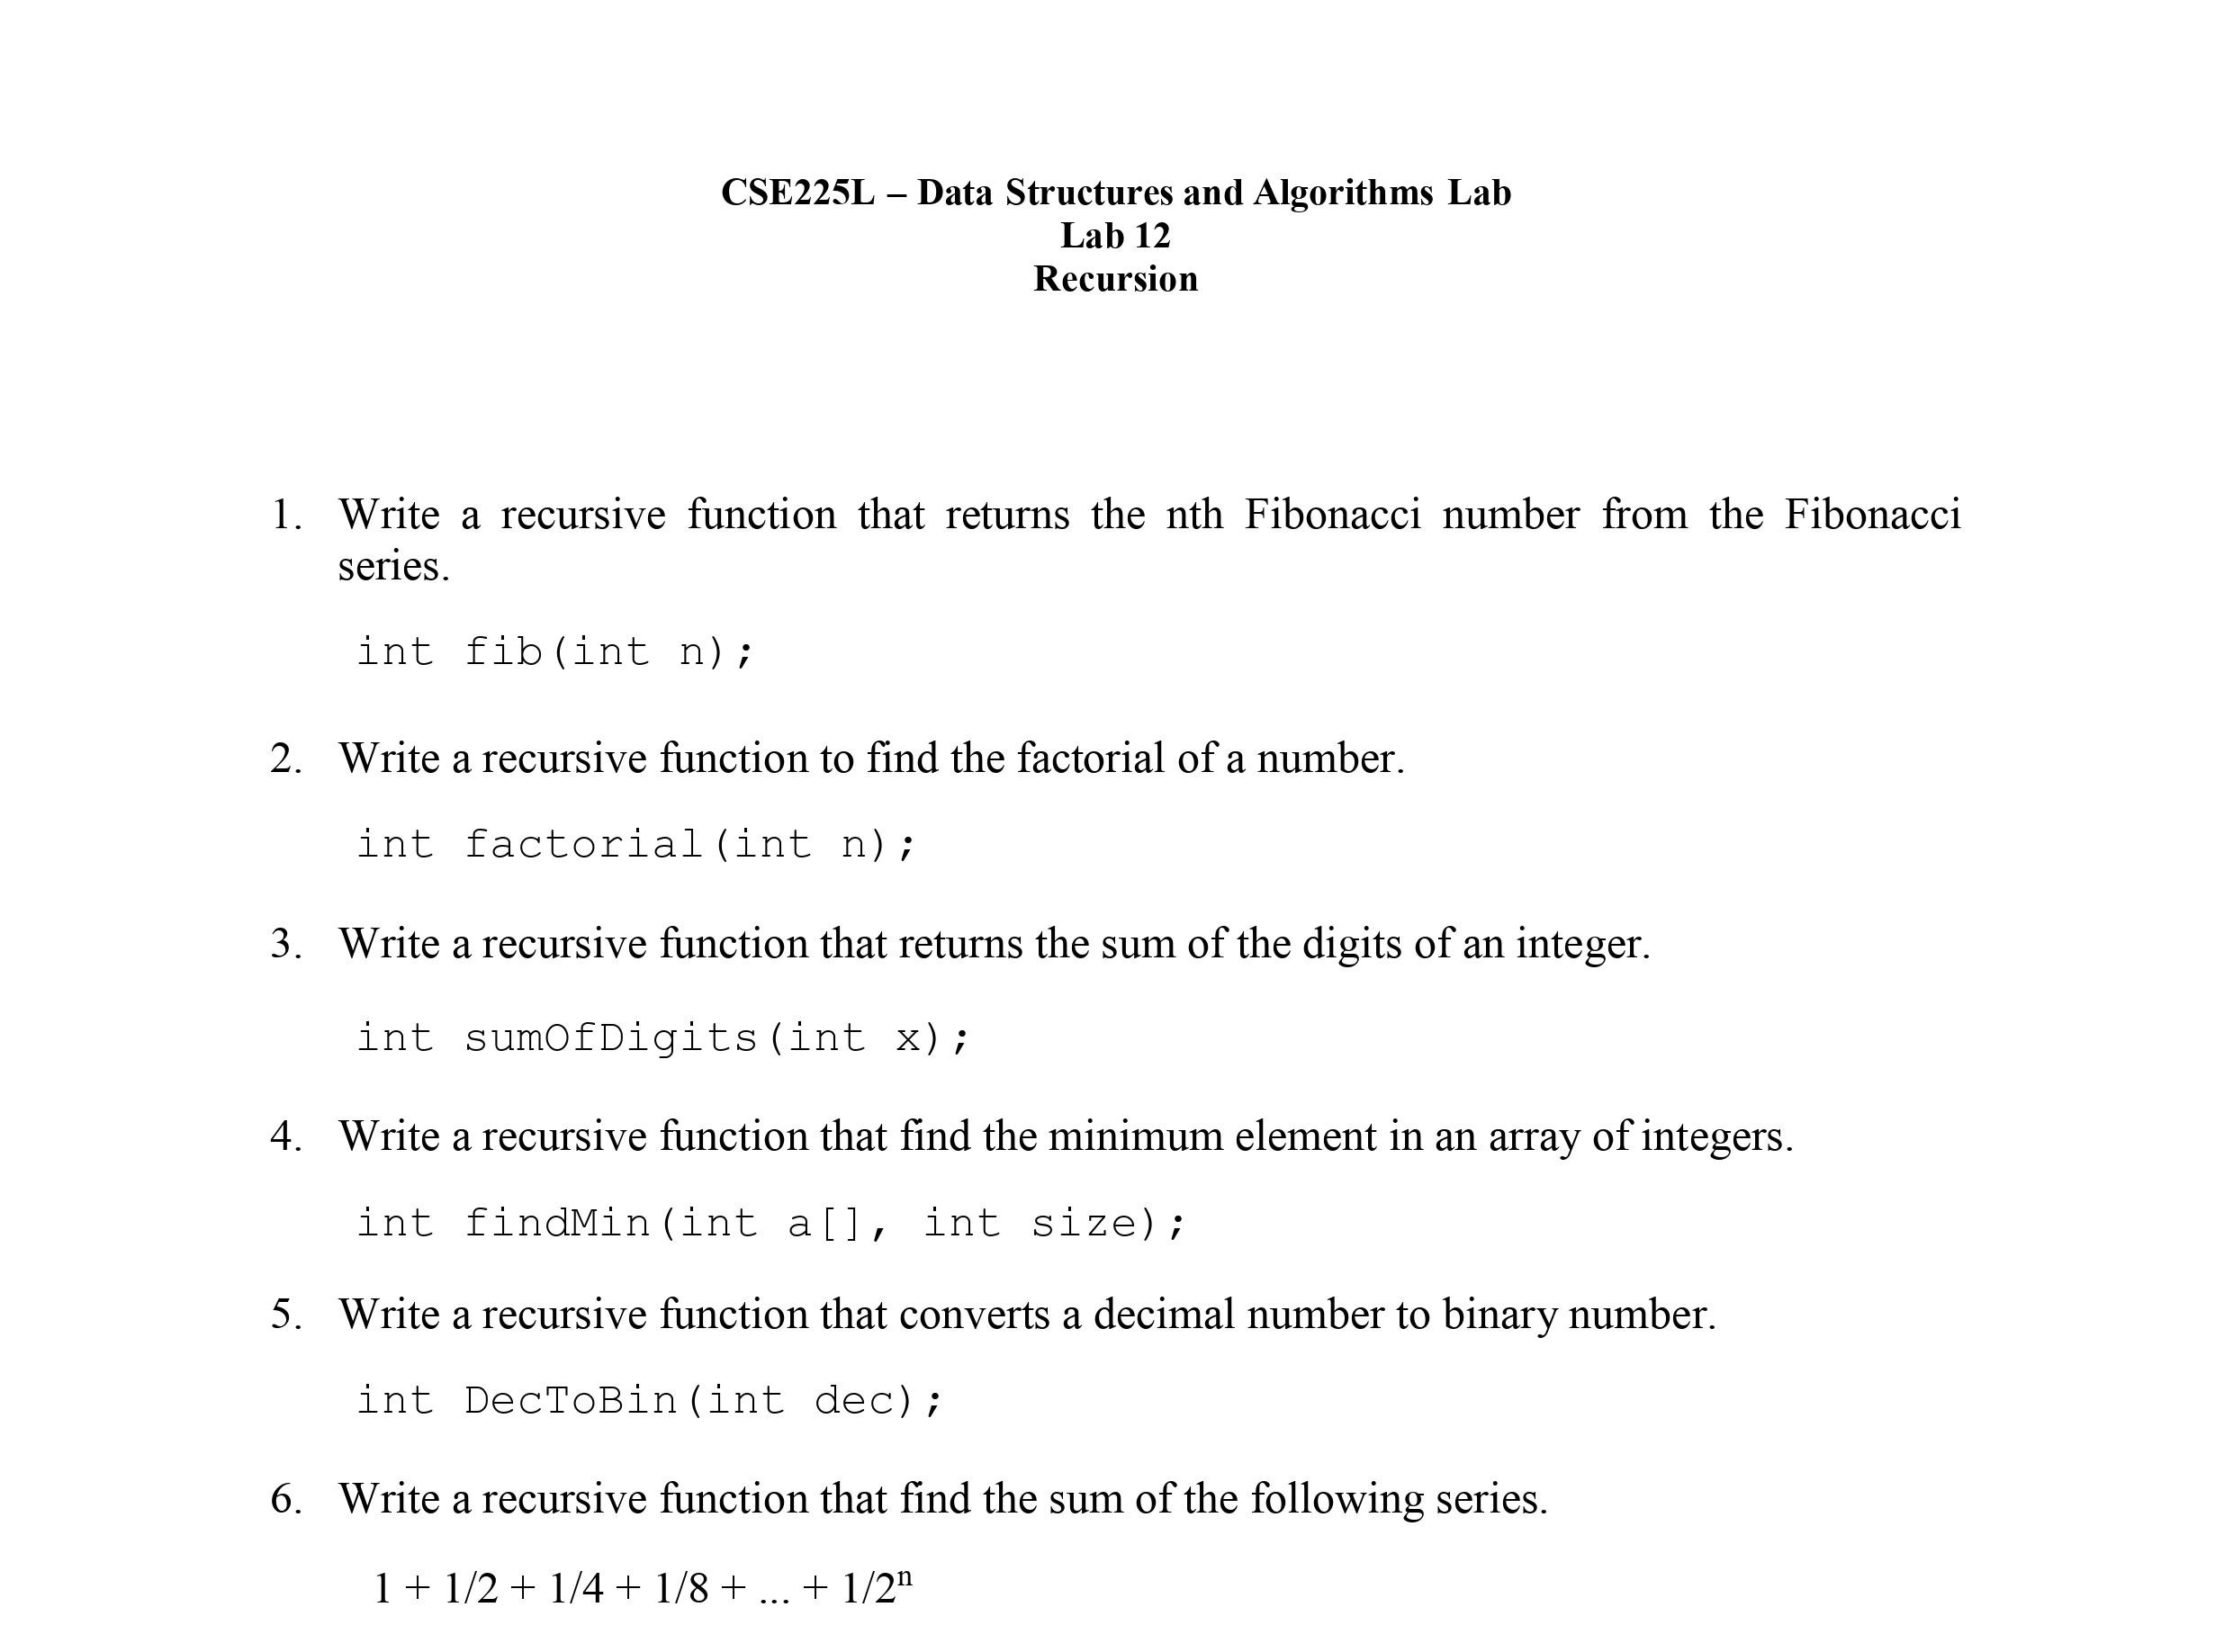 CSE225L – Data Structures and Algorithms Lab
Lab 12
Recursion
1. Write a recursive function that returns the nth Fibonacci number from the Fibonacci
series.
int fib(int n);
2. Write a recursive function to find the factorial of a number.
int factorial(int n);
3. Write a recursive function that returns the sum of the digits of an integer.
int sumOfDigits(int x);
4. Write a recursive function that find the minimum element in an array of integers.
int findMin(int a[], int size);
5. Write a recursive function that converts a decimal number to binary number.
int DecToBin(int dec);
6. Write a recursive function that find the sum of the following series.
1 + 1/2 + 1/4 + 1/8 + ... + 1/2ⁿ